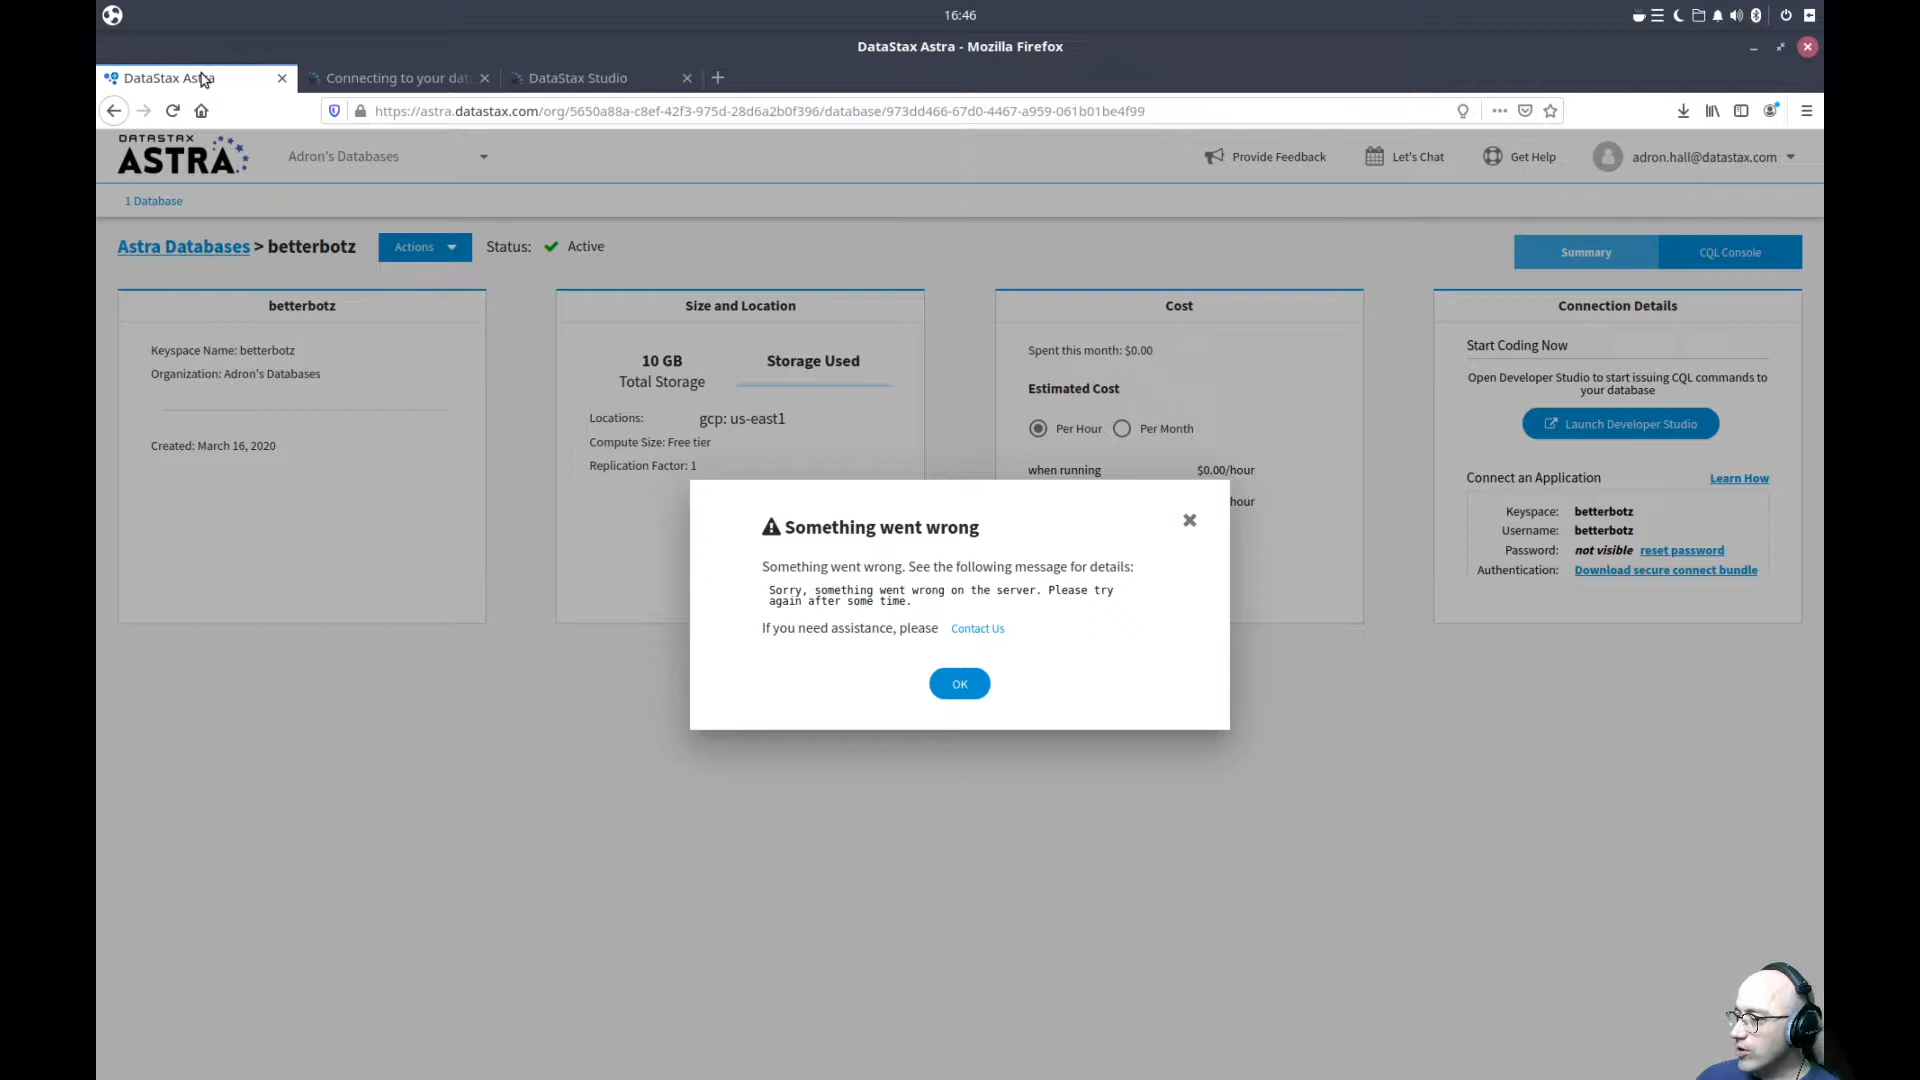 16:46
DataStax Astra - Mozilla Firefox
DataStax Astra
Connecting to your dat
DataStax Studio
https://astra.datastax.com/org/5650a88a-c8ef-42f3-975d-28d6a2b0f396/database/973dd466-67d0-4467-a959-061b01be4f99
DATASTAX
ASTRA
Adron's Databases
Provide Feedback
Let's Chat
Get Help
adron.hall@datastax.com
1 Database
Astra Databases > betterbotz
Actions
Status: Active
Summary
CQL Console
betterbotz
Keyspace Name: betterbotz
Organization: Adron's Databases
Created: March 16, 2020
Size and Location
10 GB
Total Storage
Storage Used
Locations: gcp: us-east1
Compute Size: Free tier
Replication Factor: 1
Cost
Spent this month: $0.00
Estimated Cost
Per Hour Per Month
when running $0.00/hour
hour
Connection Details
Start Coding Now
Open Developer Studio to start issuing CQL commands to
your database
Launch Developer Studio
Connect an Application Learn How
Keyspace: betterbotz
Username: betterbotz
Password: not visible reset password
Authentication: Download secure connect bundle
Something went wrong
Something went wrong. See the following message for details:
Sorry, something went wrong on the server. Please try
again after some time.
If you need assistance, please Contact Us
OK